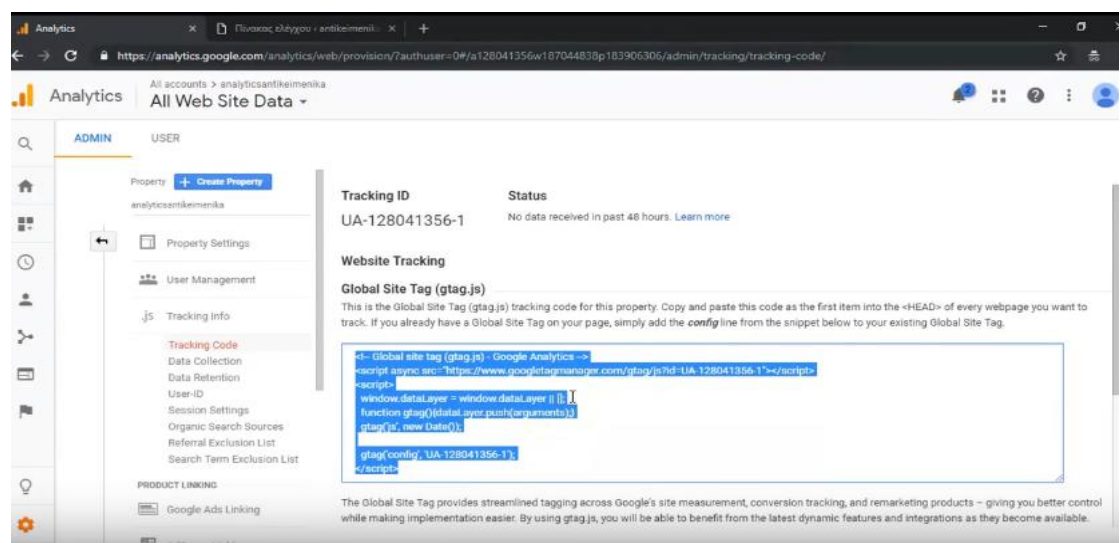 Analytics
Πίνακας ελέγχου ‹ antikeimenik
https://analytics.google.com/analytics/web/provision/?authuser=0#/a128041356w187044838p183906306/admin/tracking/tracking-code/
Analytics
All accounts > analyticsantikeimenika
All Web Site Data
2
ADMIN
USER
Property
Create Property
analyticsantikeimenika
Property Settings
User Management
.js Tracking Info
Tracking Code
Data Collection
Data Retention
User-ID
Session Settings
Organic Search Sources
Referral Exclusion List
Search Term Exclusion List
PRODUCT LINKING
Google Ads Linking
Tracking ID
UA-128041356-1
Status
No data received in past 48 hours. Learn more
Website Tracking
Global Site Tag (gtag.js)
This is the Global Site Tag (gtag.js) tracking code for this property. Copy and paste this code as the first item into the <HEAD> of every webpage you want to
track. If you already have a Global Site Tag on your page, simply add the config line from the snippet below to your existing Global Site Tag.
<!-- Global site tag (gtag.js) - Google Analytics -->
<script async src="https://www.googletagmanager.com/gtag/js?id=UA-128041356-1"></script>
<script>
window.dataLayer = window.dataLayer || [];
function gtag(){dataLayer.push(arguments);}
gtag('js', new Date());
gtag('config', 'UA-128041356-1');
</script>
The Global Site Tag provides streamlined tagging across Google's site measurement, conversion tracking, and remarketing products – giving you better control
while making implementation easier. By using gtag.js, you will be able to benefit from the latest dynamic features and integrations as they become available.